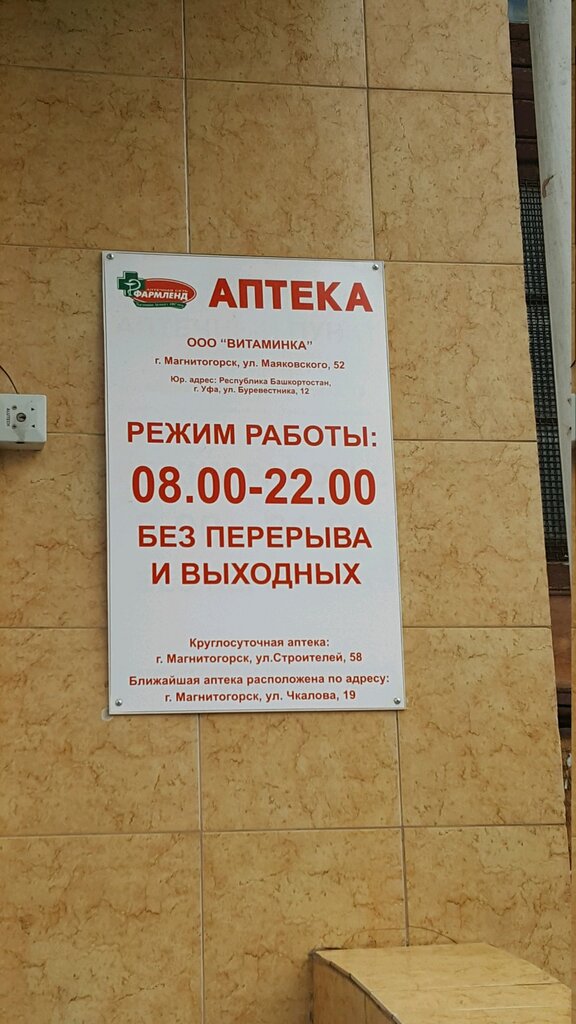 АПТЕЧНАЯ СЕТЬ
ФАРМЛЕНД
АПТЕКА
ООО "ВИТАМИНКА"
г. Магнитогорск, ул. Маяковского, 52
Юр. адрес: Республика Башкортостан,
г. Уфа, ул. Буревестника, 12
РЕЖИМ РАБОТЫ:
08.00-22.00
БЕЗ ПЕРЕРЫВА
И ВЫХОДНЫХ
Круглосуточная аптека:
г. Магнитогорск, ул.Строителей, 58
Ближайшая аптека расположена по адресу:
г. Магнитогорск, ул. Чкалова, 19